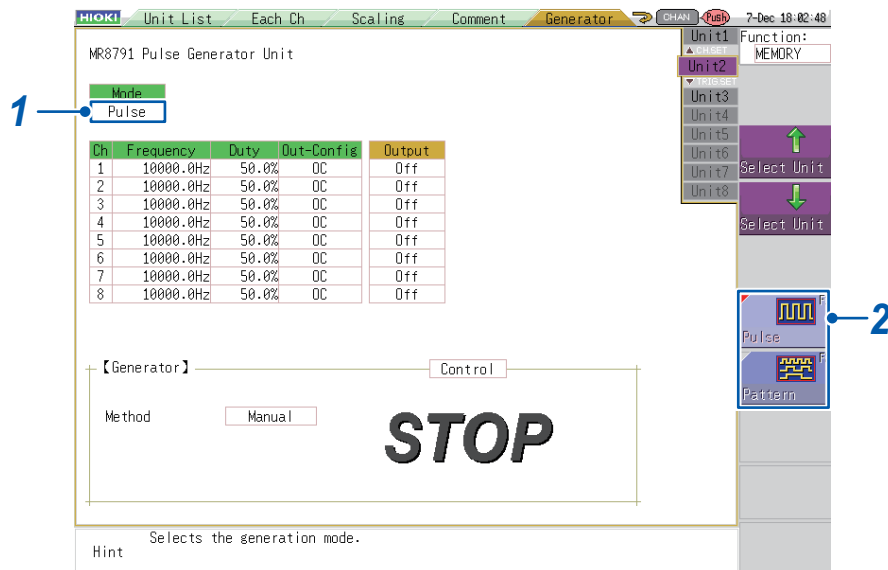 HIOKI Unit List Each Ch Scaling Comment Generator CHAN Push 7-Dec 18:02:48
MR8791 Pulse Generator Unit
Unit1
▲CH.SET
Unit2
▼TRIG SET
Unit3
Unit4
Unit5
Unit6
Unit7
Unit8
Function:
MEMORY
1
Mode
Pulse
Ch Frequency Duty Out-Config Output
1 10000.0Hz 50.0% OC Off
2 10000.0Hz 50.0% OC Off
3 10000.0Hz 50.0% OC Off
4 10000.0Hz 50.0% OC Off
5 10000.0Hz 50.0% OC Off
6 10000.0Hz 50.0% OC Off
7 10000.0Hz 50.0% OC Off
8 10000.0Hz 50.0% OC Off
Select Unit
Select Unit
F
Pulse
2
F
Pattern
【Generator】 Control
Method Manual
STOP
Selects the generation mode.
Hint